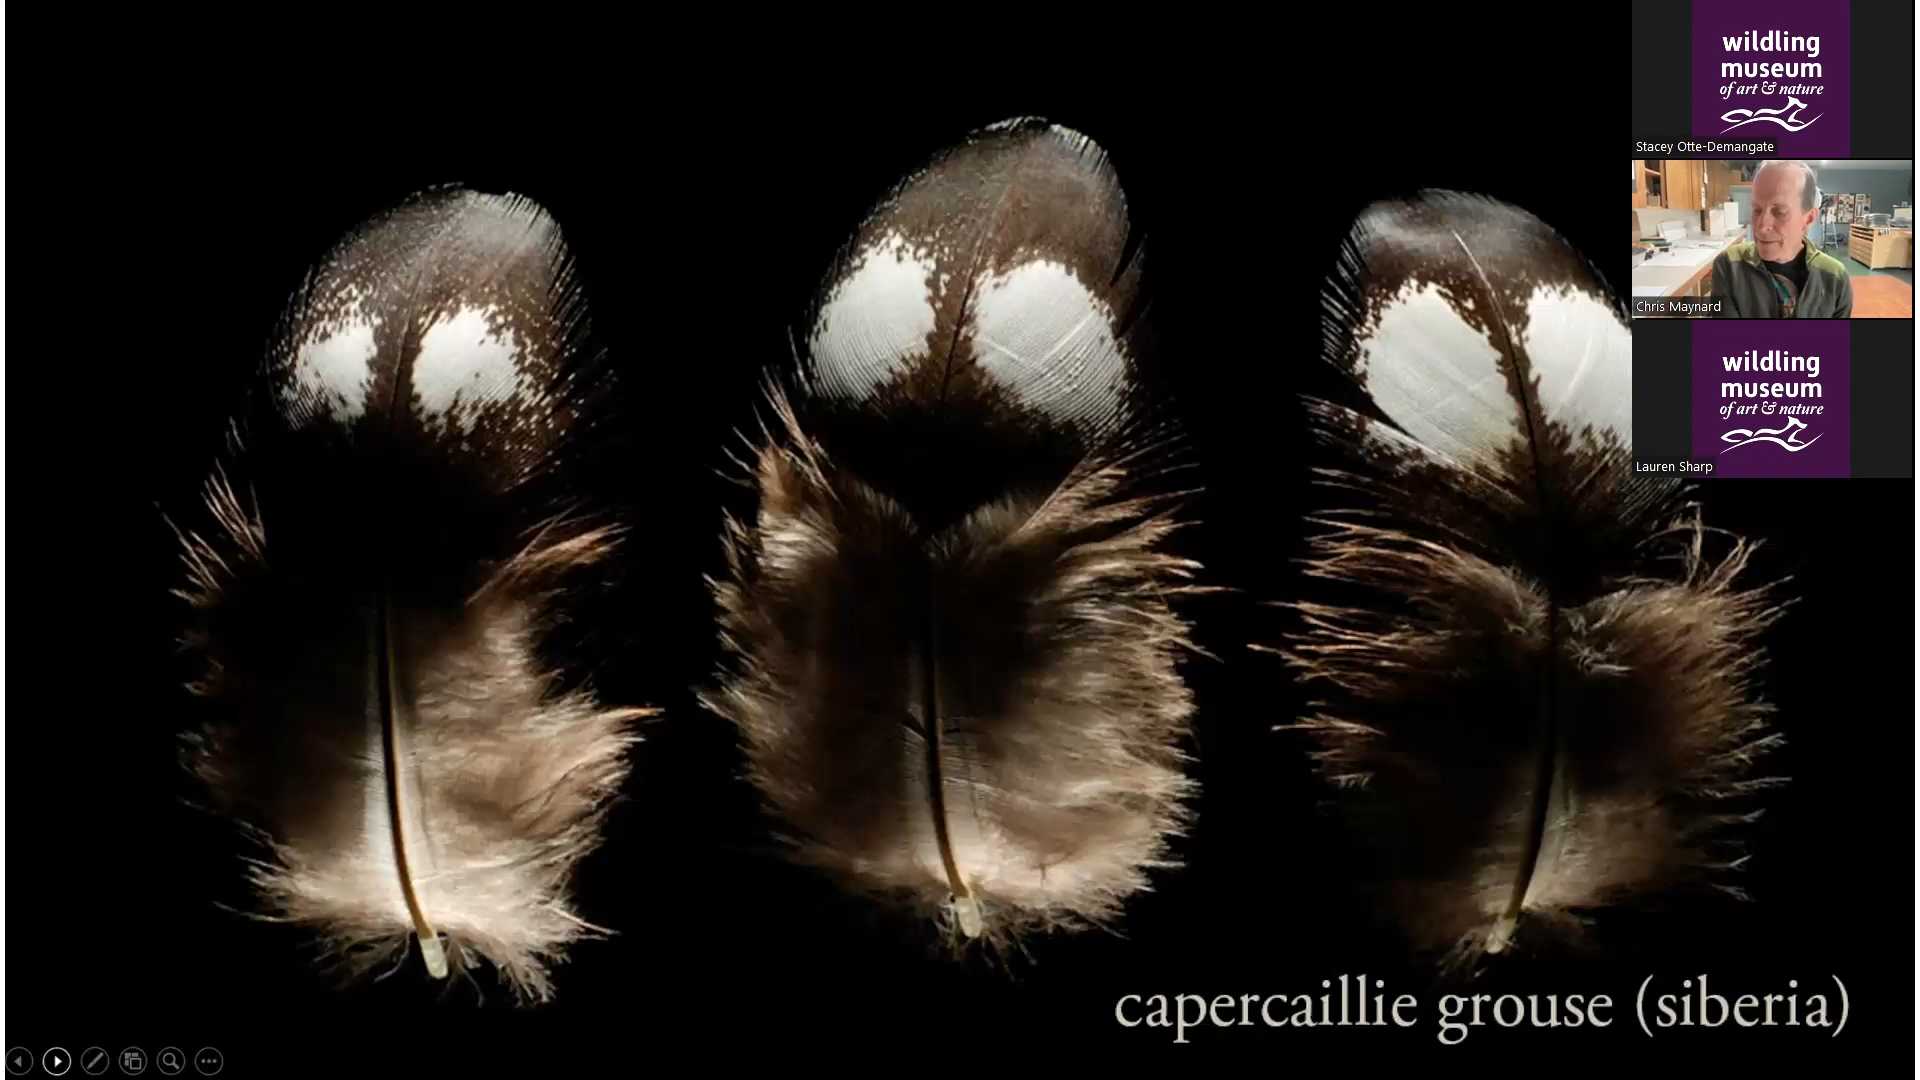 wildling
museum
of art & nature
Stacey Otte-Demangate
Chris Maynard
wildling
museum
of art & nature
Lauren Sharp
capercaillie grouse (siberia)